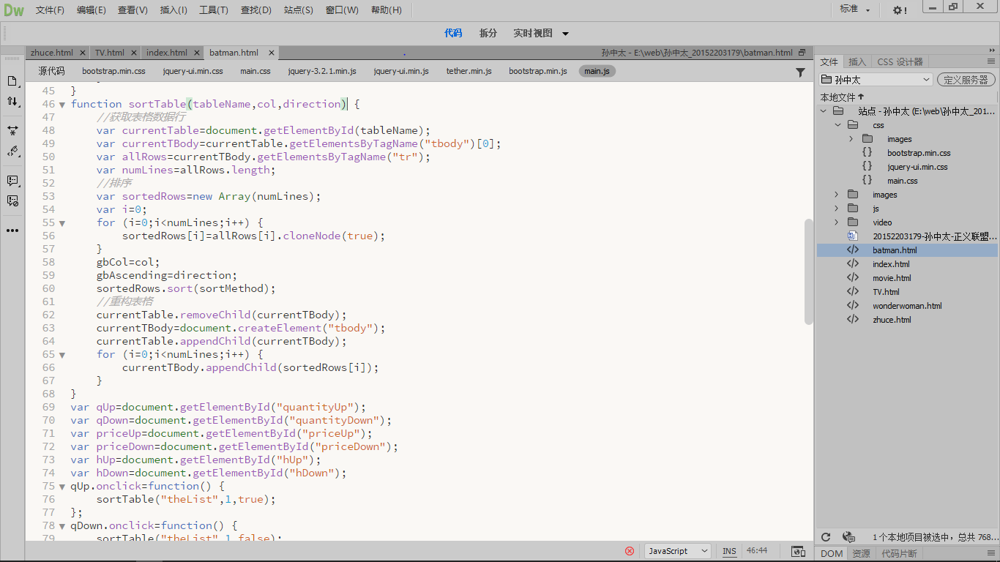 Dw 文件(F) 编辑(E) 查看(V) 插入(I) 工具(T) 查找(D) 站点(S) 窗口(W) 帮助(H) 标准
代码 拆分 实时视图
zhuce.html TV.html index.html batman.html 孙中太 - E:\web\孙中太_20152203179\batman.html
源代码 bootstrap.min.css jquery-ui.min.css main.css jquery-3.2.1.min.js jquery-ui.min.js tether.min.js bootstrap.min.js main.js
45 }
46 function sortTable(tableName,col,direction) {
47 //获取表格数据行
48 var currentTable=document.getElementById(tableName);
49 var currentTBody=currentTable.getElementsByTagName("tbody")[0];
50 var allRows=currentTBody.getElementsByTagName("tr");
51 var numLines=allRows.length;
52 //排序
53 var sortedRows=new Array(numLines);
54 var i=0;
55 for (i=0;i<numLines;i++) {
56 sortedRows[i]=allRows[i].cloneNode(true);
57 }
58 gbCol=col;
59 gbAscending=direction;
60 sortedRows.sort(sortMethod);
61 //重构表格
62 currentTable.removeChild(currentTBody);
63 currentTBody=document.createElement("tbody");
64 currentTable.appendChild(currentTBody);
65 for (i=0;i<numLines;i++) {
66 currentTBody.appendChild(sortedRows[i]);
67 }
68 }
69 var qUp=document.getElementById("quantityUp");
70 var qDown=document.getElementById("quantityDown");
71 var priceUp=document.getElementById("priceUp");
72 var priceDown=document.getElementById("priceDown");
73 var hUp=document.getElementById("hUp");
74 var hDown=document.getElementById("hDown");
75 qUp.onclick=function() {
76 sortTable("theList",1,true);
77 };
78 qDown.onclick=function() {
79 sortTable("theList",1,false);
JavaScript INS 46:44
文件 插入 CSS 设计器
孙中太 定义服务器
本地文件↑
站点 - 孙中太 (E:\web\孙中太_201...
css
images
bootstrap.min.css
jquery-ui.min.css
main.css
images
js
video
20152203179-孙中太-正义联盟...
batman.html
index.html
movie.html
TV.html
wonderwoman.html
zhuce.html
1 个本地项目被选中，总共 768...
DOM 资源 代码片断